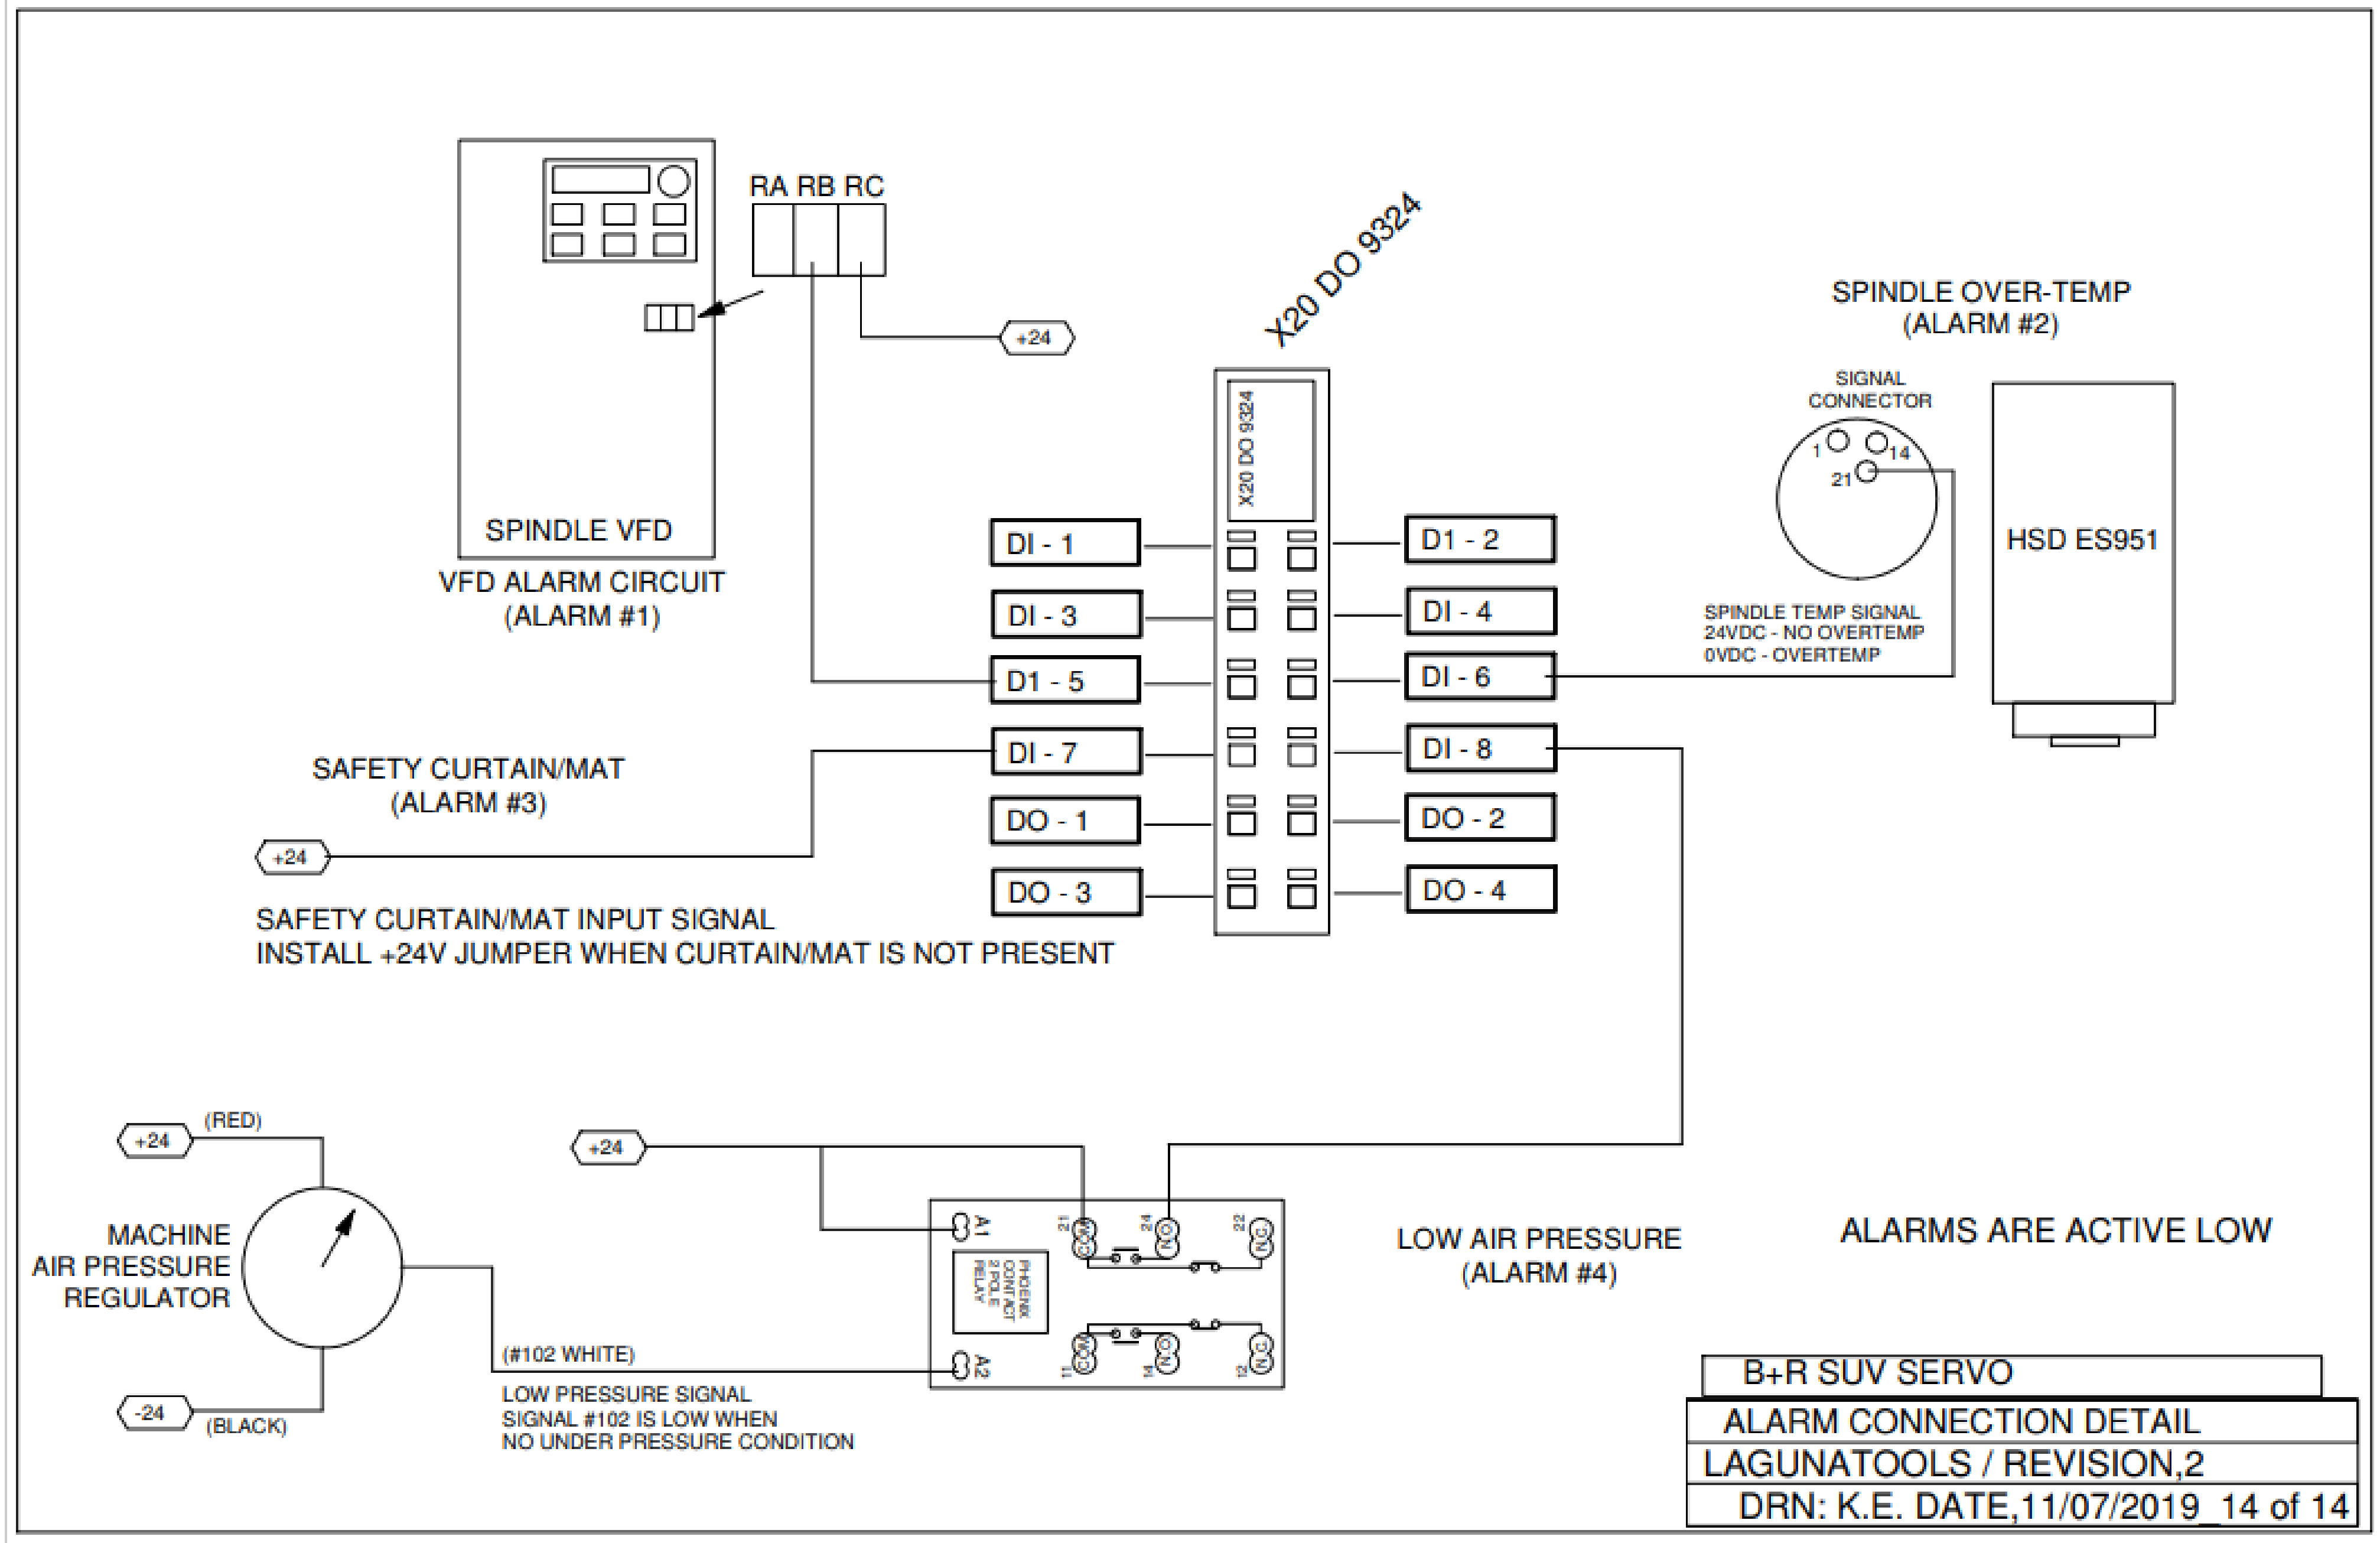 RA RB RC
+24
SPINDLE VFD
VFD ALARM CIRCUIT
(ALARM #1)
X20 DO 9324
X20 DO 9324
SPINDLE OVER-TEMP
(ALARM #2)
SIGNAL
CONNECTOR
1
14
21
HSD ES951
SPINDLE TEMP SIGNAL
24VDC - NO OVERTEMP
0VDC - OVERTEMP
DI - 1
D1 - 2
DI - 3
DI - 4
D1 - 5
DI - 6
DI - 7
DI - 8
DO - 1
DO - 2
DO - 3
DO - 4
SAFETY CURTAIN/MAT
(ALARM #3)
+24
SAFETY CURTAIN/MAT INPUT SIGNAL
INSTALL +24V JUMPER WHEN CURTAIN/MAT IS NOT PRESENT
+24
(RED)
MACHINE
AIR PRESSURE
REGULATOR
-24
(BLACK)
(#102 WHITE)
LOW PRESSURE SIGNAL
SIGNAL #102 IS LOW WHEN
NO UNDER PRESSURE CONDITION
+24
A1
A2
PHOENIX
CONTACT
2 POLE
RELAY
21
COM
24
22
11
COM
14
12
LOW AIR PRESSURE
(ALARM #4)
ALARMS ARE ACTIVE LOW
B+R SUV SERVO
ALARM CONNECTION DETAIL
LAGUNATOOLS / REVISION,2
DRN: K.E. DATE,11/07/2019_14 of 14